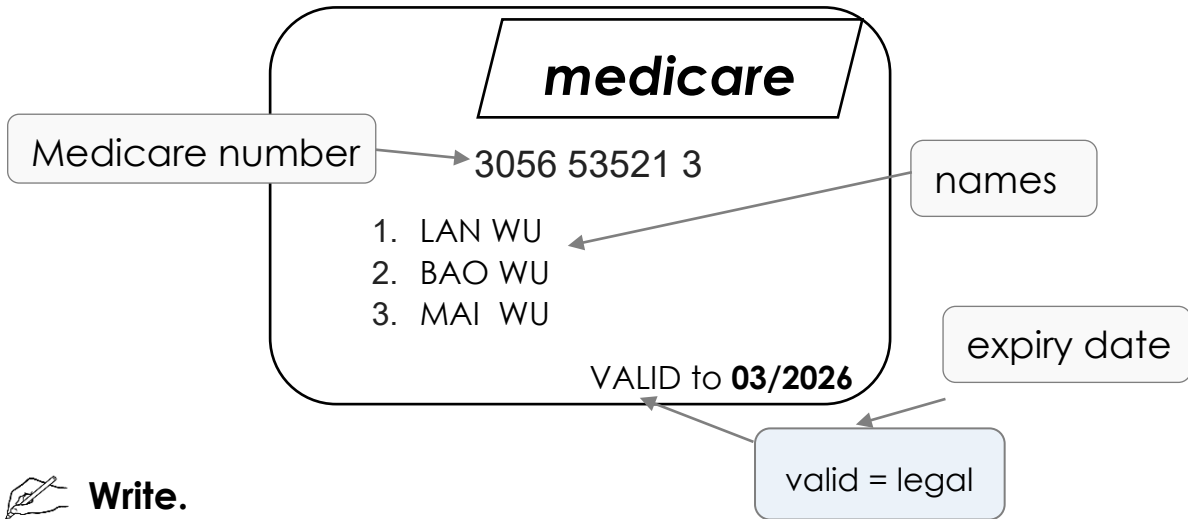 medicare
Medicare number
3056 53521 3
names
1. LAN WU
2. BAO WU
3. MAI WU
expiry date
VALID to 03/2026
valid = legal
Write.